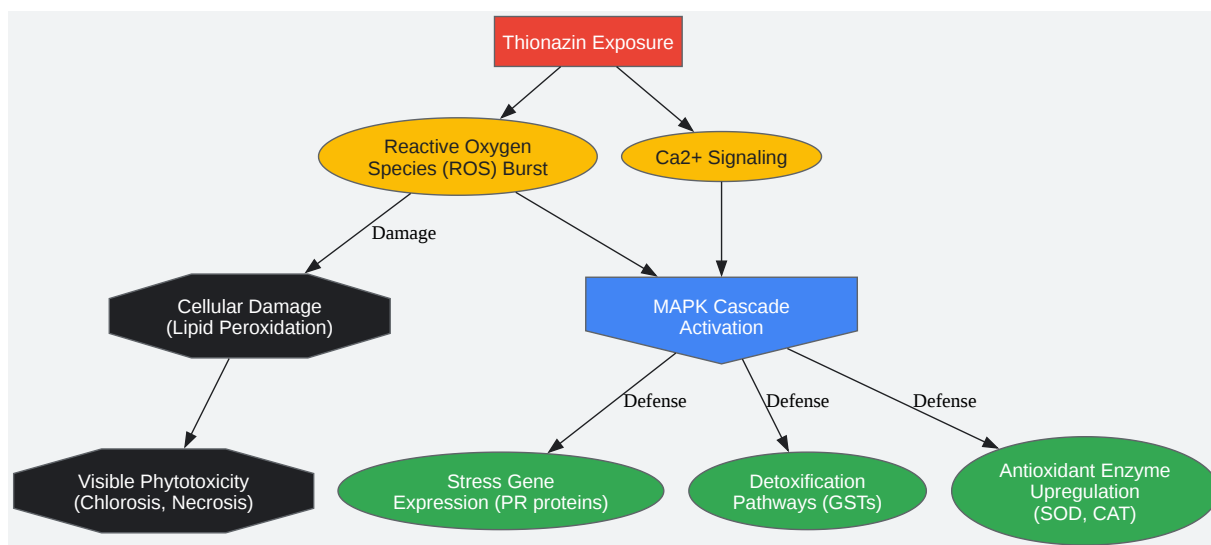 Thionazin Exposure
Reactive Oxygen
Species (ROS) Burst
Ca2+ Signaling
Damage
Cellular Damage
(Lipid Peroxidation)
MAPK Cascade
Activation
Defense
Defense
Defense
Visible Phytotoxicity
(Chlorosis, Necrosis)
Stress Gene
Expression (PR proteins)
Detoxification
Pathways (GSTs)
Antioxidant Enzyme
Upregulation
(SOD, CAT)